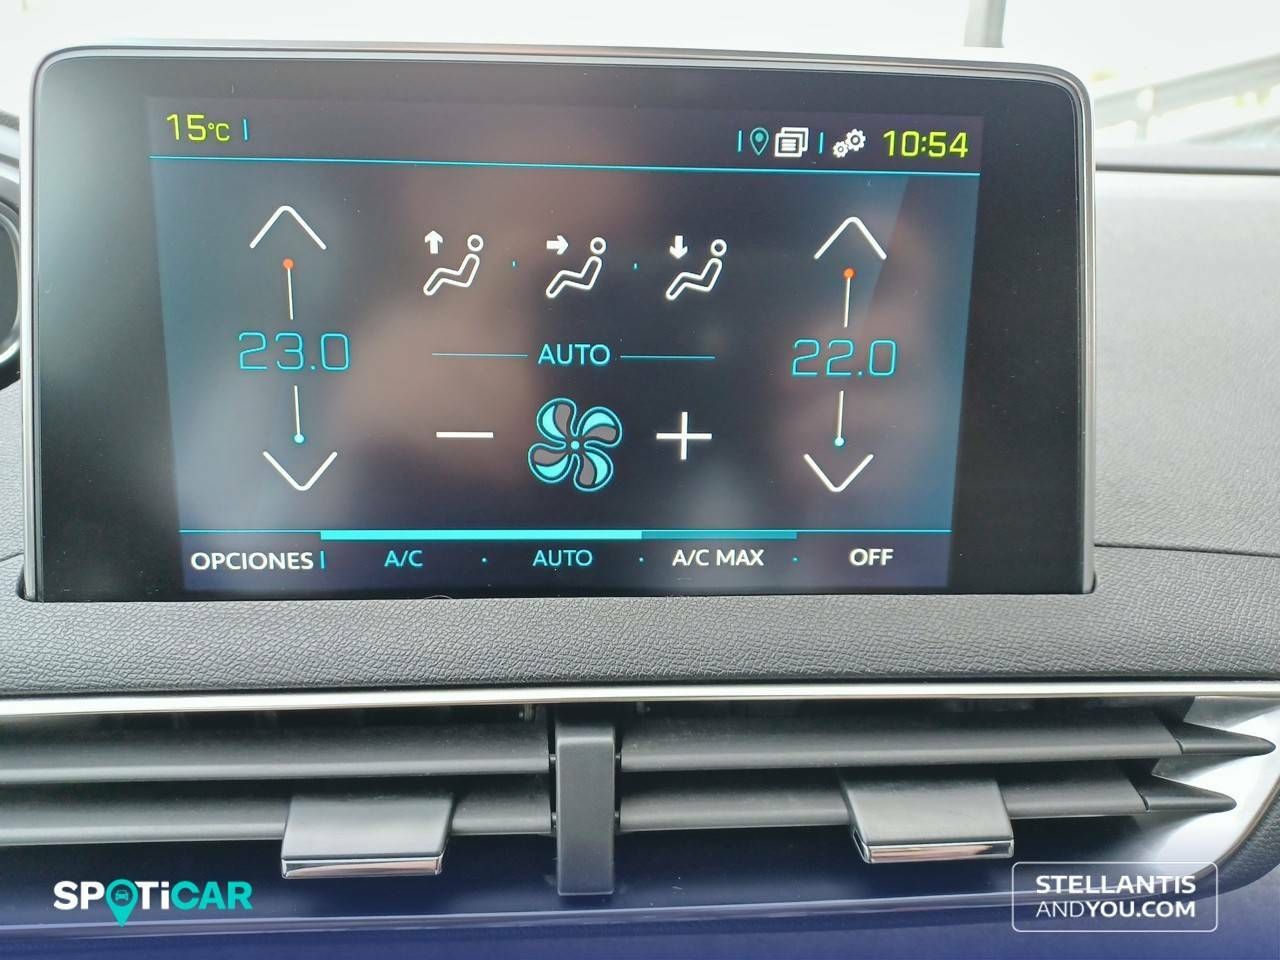 15°C
10:54
23.0
22.0
AUTO
OPCIONES A/C AUTO A/C MAX OFF
SPOTiCAR
STELLANTIS
ANDYOU.COM